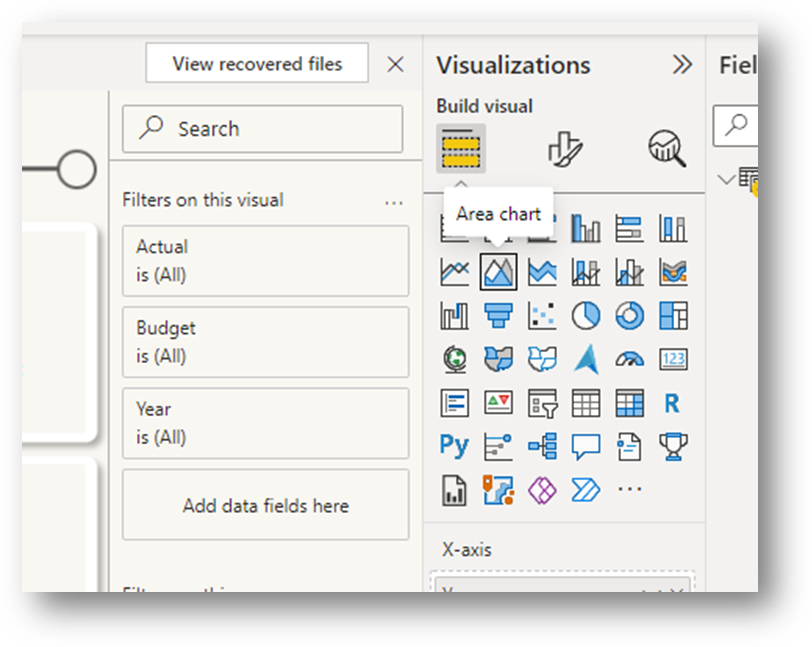 View recovered files
Visualizations
Build visual
Search
Filters on this visual
...
Area chart
Actual
is (All)
Budget
is (All)
Year
is (All)
Add data fields here
123
R
Py
...
X-axis